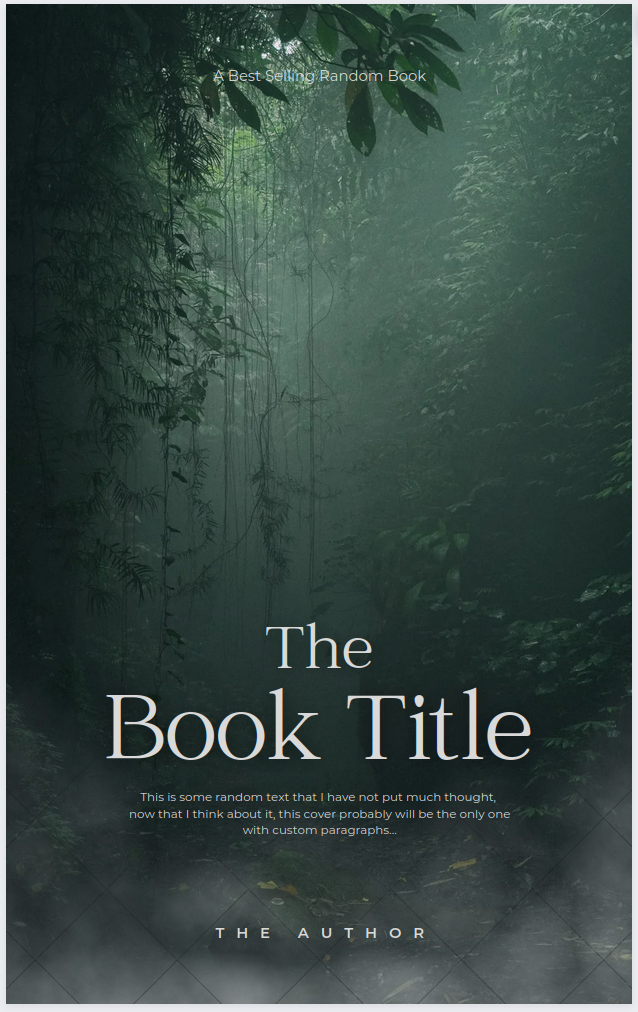 A Best Selling Random Book
The
Book Title
This is some random text that I have not put much thought,
now that I think about it, this cover probably will be the only one
with custom paragraphs...
THE AUTHOR